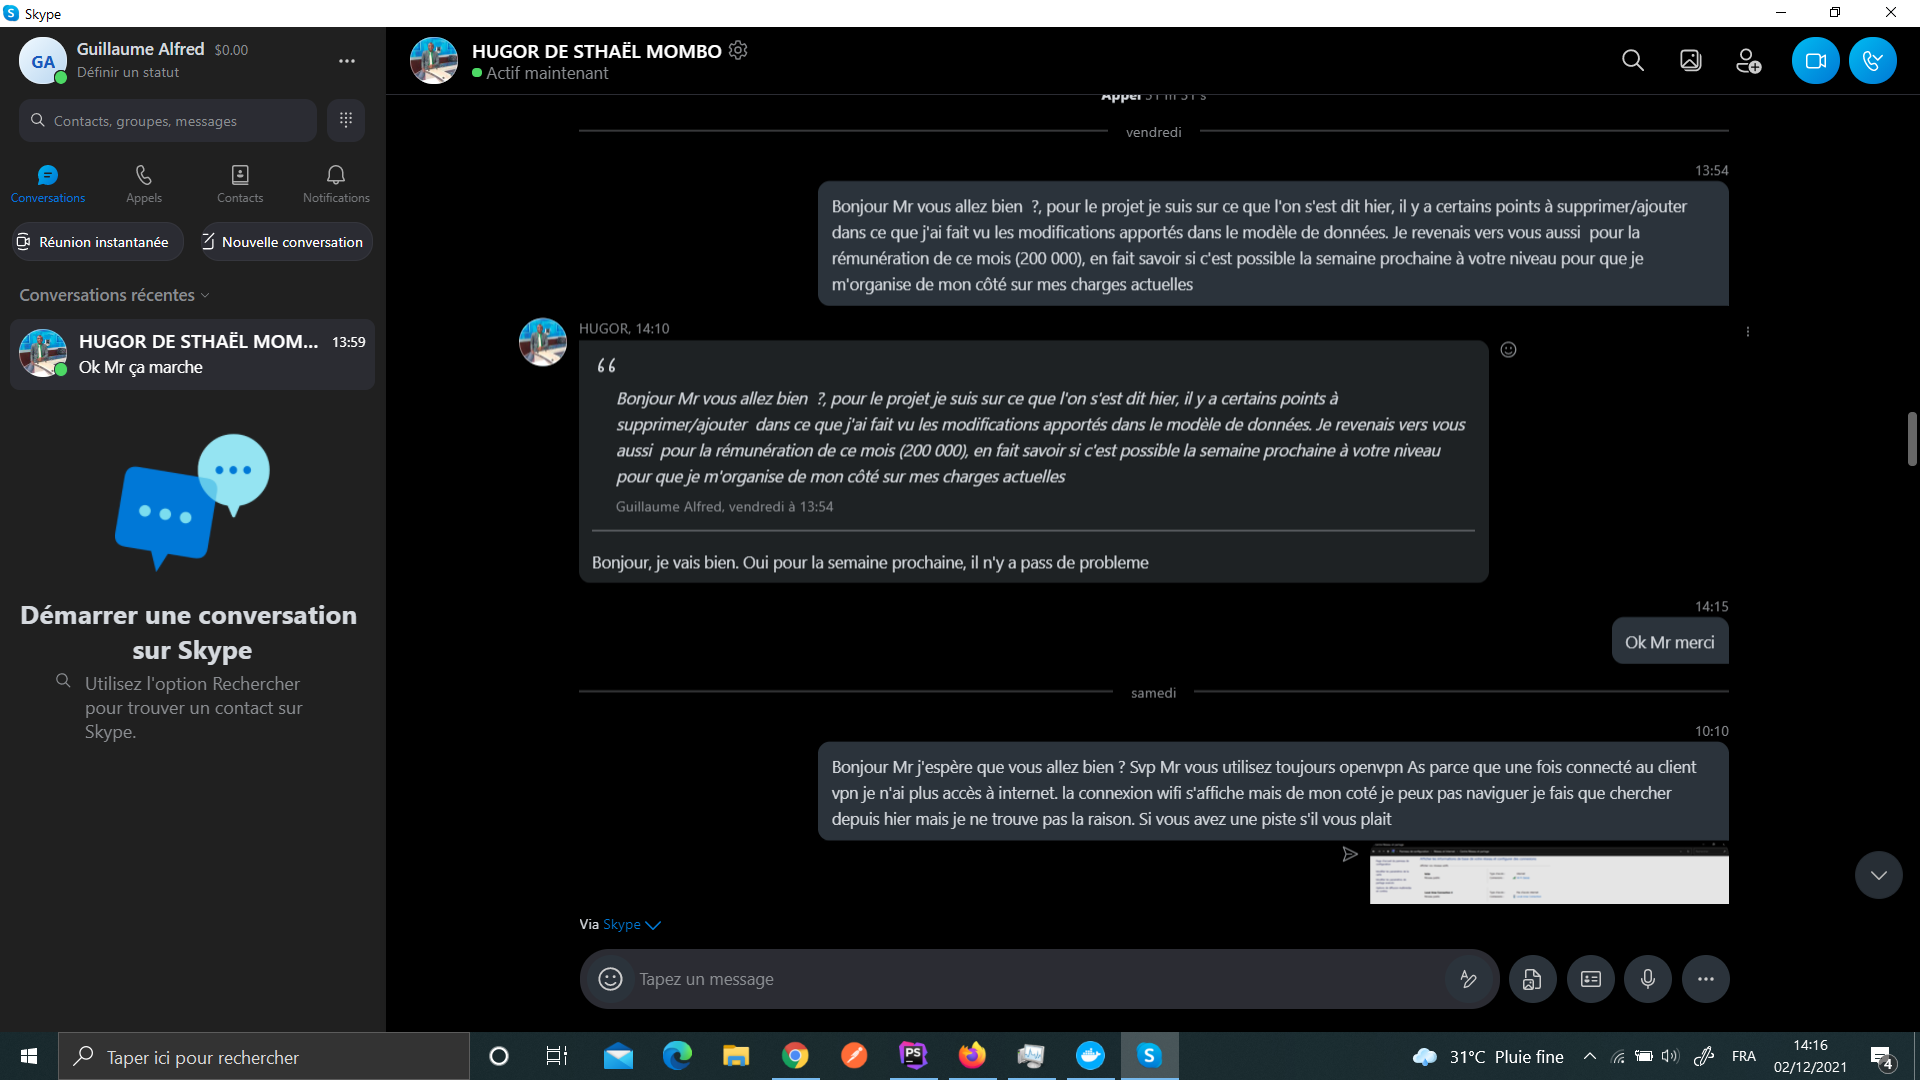 Skype
GA
Guillaume Alfred $0.00
Définir un statut
Contacts, groupes, messages
Conversations
Appels
Contacts
Notifications
Réunion instantanée
Nouvelle conversation
Conversations récentes
HUGOR DE STHAËL MOM... 13:59
Ok Mr ça marche
Démarrer une conversation
sur Skype
Utilisez l'option Rechercher
pour trouver un contact sur
Skype.
HUGOR DE STHAËL MOMBO
Actif maintenant
Appel 51 m 51 s
vendredi
13:54
Bonjour Mr vous allez bien ?, pour le projet je suis sur ce que l'on s'est dit hier, il y a certains points à supprimer/ajouter
dans ce que j'ai fait vu les modifications apportés dans le modèle de données. Je revenais vers vous aussi pour la
rémunération de ce mois (200 000), en fait savoir si c'est possible la semaine prochaine à votre niveau pour que je
m'organise de mon côté sur mes charges actuelles
HUGOR, 14:10
Bonjour Mr vous allez bien ?, pour le projet je suis sur ce que l'on s'est dit hier, il y a certains points à
supprimer/ajouter dans ce que j'ai fait vu les modifications apportés dans le modèle de données. Je revenais vers vous
aussi pour la rémunération de ce mois (200 000), en fait savoir si c'est possible la semaine prochaine à votre niveau
pour que je m'organise de mon côté sur mes charges actuelles
Guillaume Alfred, vendredi à 13:54
Bonjour, je vais bien. Oui pour la semaine prochaine, il n'y a pass de probleme
14:15
Ok Mr merci
samedi
10:10
Bonjour Mr j'espère que vous allez bien ? Svp Mr vous utilisez toujours openvpn As parce que une fois connecté au client
vpn je n'ai plus accès à internet. la connexion wifi s'affiche mais de mon coté je peux pas naviguer je fais que chercher
depuis hier mais je ne trouve pas la raison. Si vous avez une piste s'il vous plait
Via Skype
Tapez un message
Taper ici pour rechercher
PS
31°C Pluie fine
FRA
14:16
02/12/2021
4